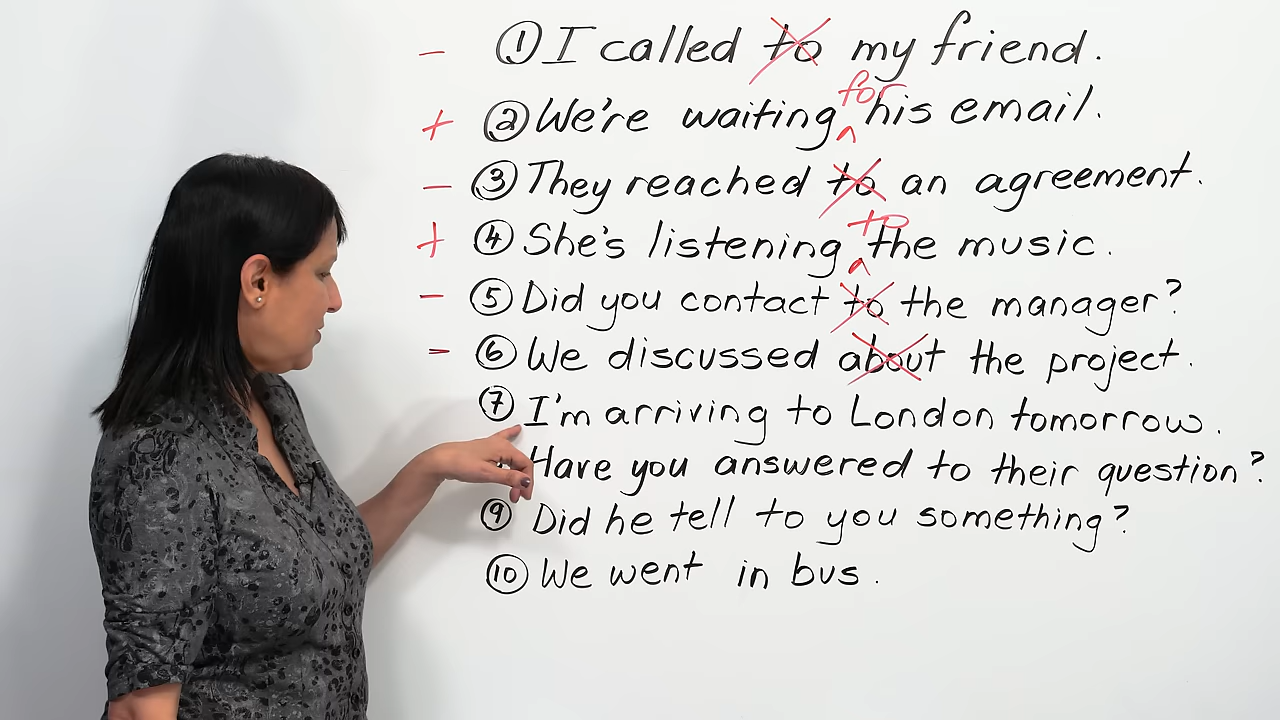 - ① I called to my friend.
for
+ ② We're waiting ^ his email.
- ③ They reached to an agreement.
to
+ ④ She's listening ^ the music.
- ⑤ Did you contact to the manager?
- ⑥ We discussed about the project.
⑦ I'm arriving to London tomorrow.
Have you answered to their question?
⑨ Did he tell to you something?
⑩ We went in bus.